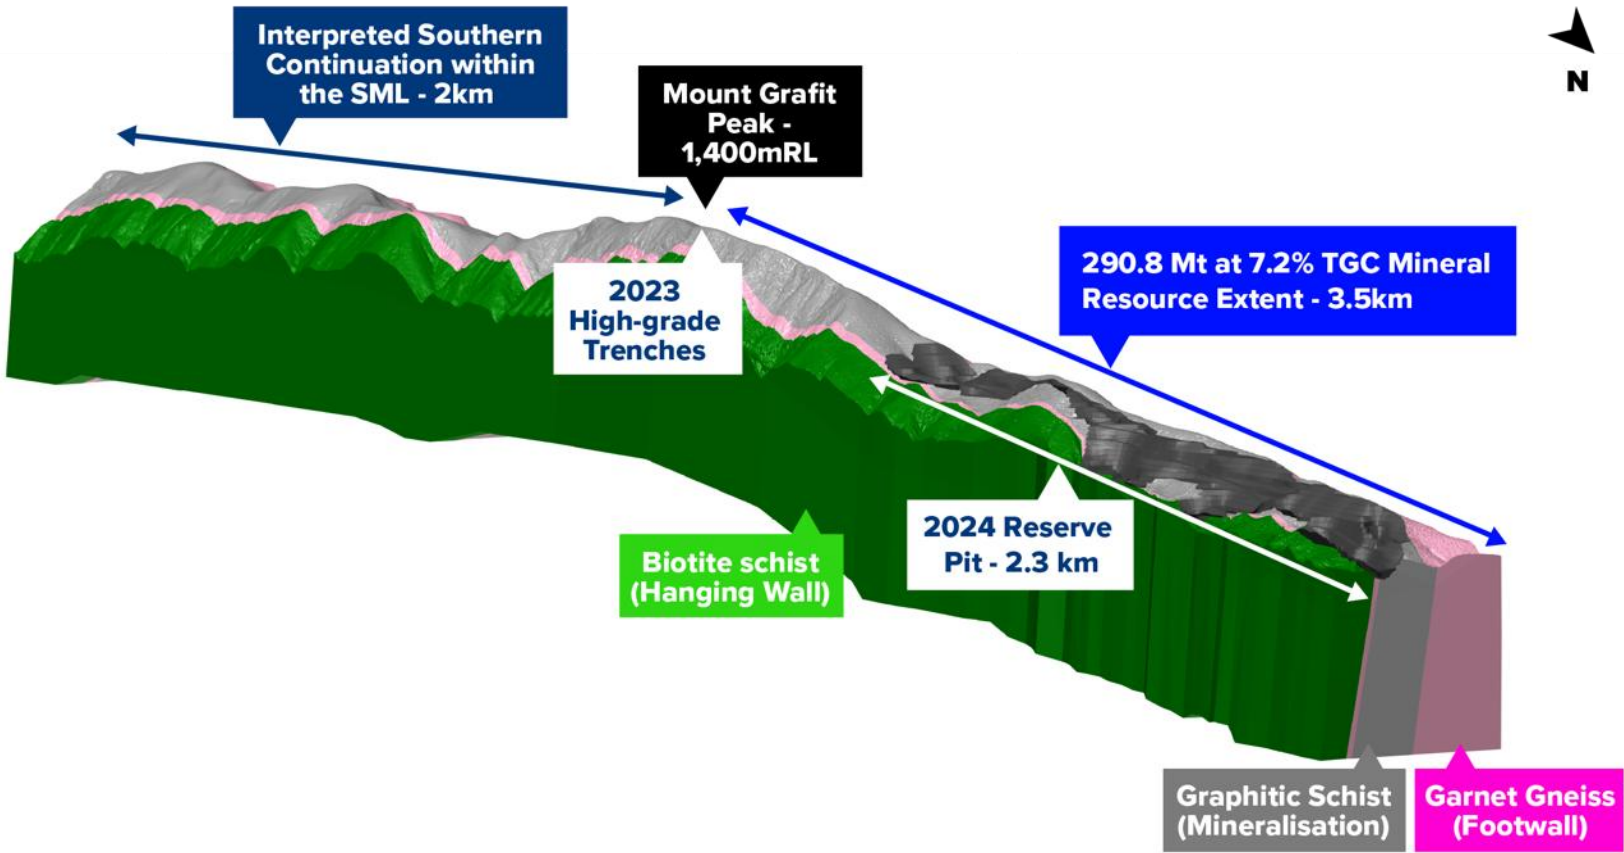 Interpreted Southern
Continuation within
the SML - 2km
Mount Grafit
Peak -
1,400mRL
N
290.8 Mt at 7.2% TGC Mineral
Resource Extent - 3.5km
2023
High-grade
Trenches
2024 Reserve
Pit - 2.3 km
Biotite schist
(Hanging Wall)
Graphitic Schist
(Mineralisation)
Garnet Gneiss
(Footwall)